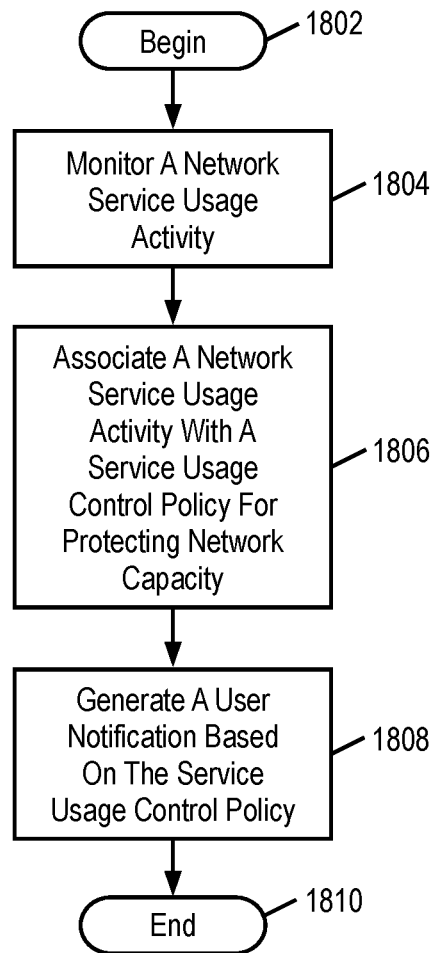 Begin
1802
Monitor A Network
Service Usage
Activity
1804
Associate A Network
Service Usage
Activity With A
Service Usage
Control Policy For
Protecting Network
Capacity
1806
Generate A User
Notification Based
On The Service
Usage Control Policy
1808
End
1810